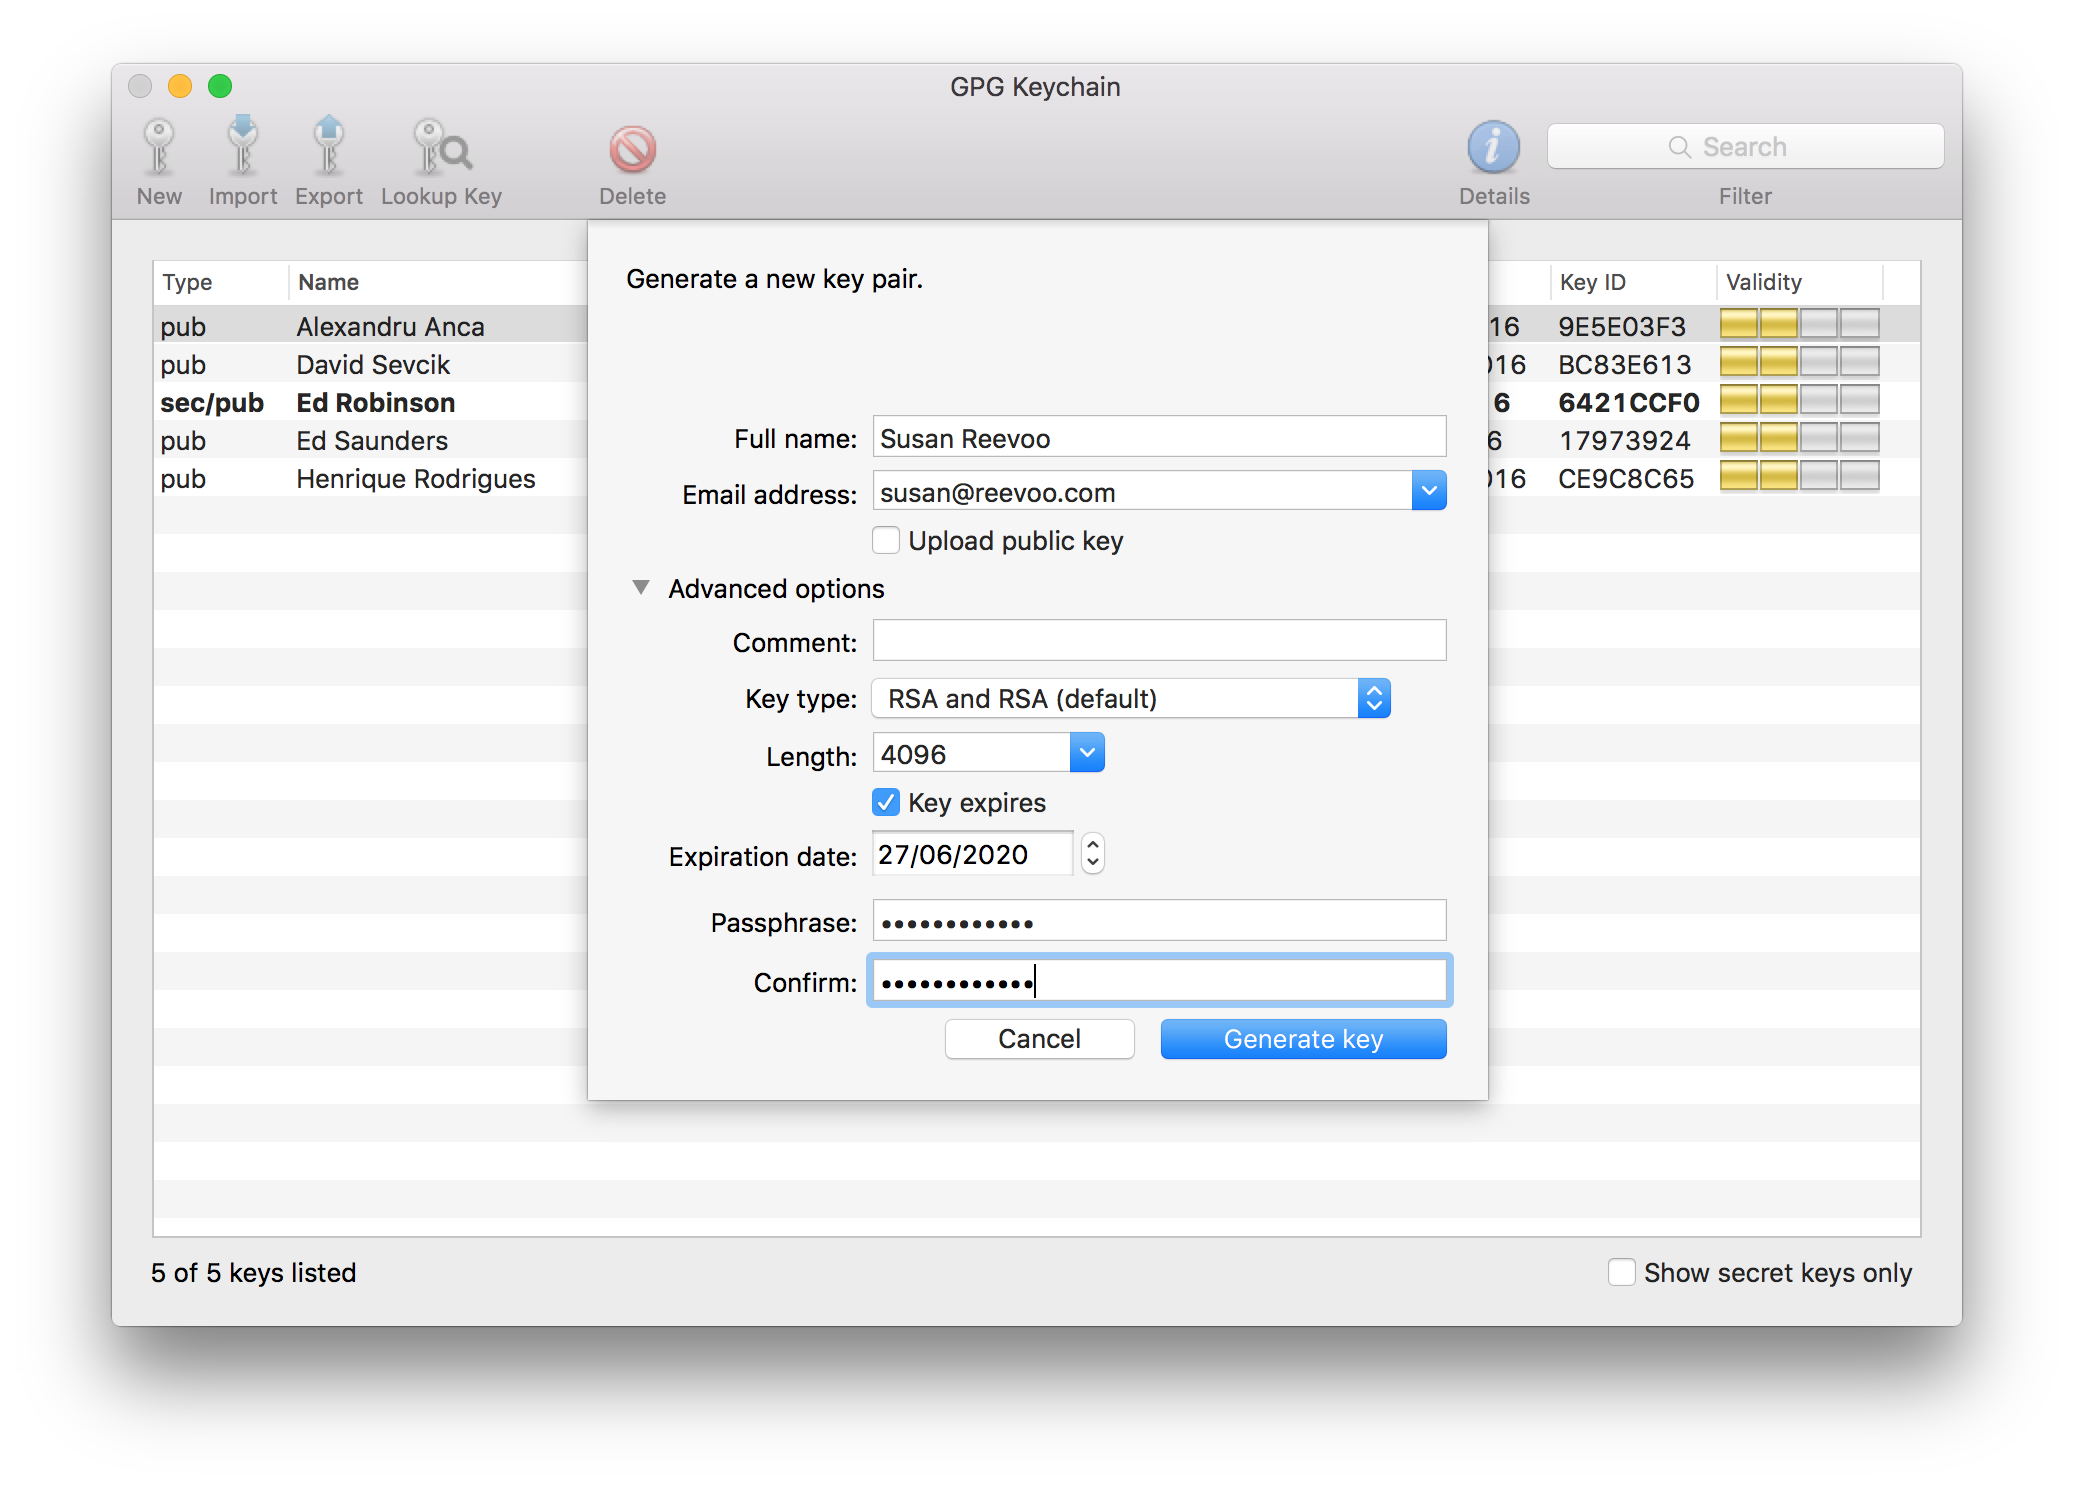 GPG Keychain
New Import Export Lookup Key Delete Details Search
Filter
Generate a new key pair.
Type Name Key ID Validity
pub Alexandru Anca 16 9E5E03F3
pub David Sevcik 016 BC83E613
sec/pub Ed Robinson 6 6421CCF0
pub Ed Saunders 6 17973924
pub Henrique Rodrigues 016 CE9C8C65
Full name: Susan Reevoo
Email address: susan@reevoo.com
Upload public key
Advanced options
Comment:
Key type: RSA and RSA (default)
Length: 4096
Key expires
Expiration date: 27/06/2020
Passphrase: ••••••••••••
Confirm: ••••••••••••
Cancel Generate key
5 of 5 keys listed Show secret keys only